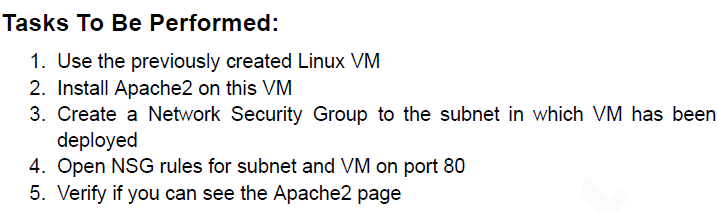 Tasks To Be Performed:
1. Use the previously created Linux VM
2. Install Apache2 on this VM
3. Create a Network Security Group to the subnet in which VM has been
deployed
4. Open NSG rules for subnet and VM on port 80
5. Verify if you can see the Apache2 page